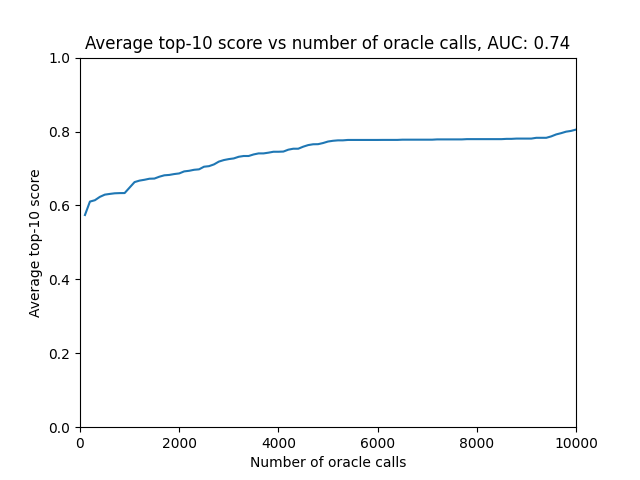 Average top-10 score vs number of oracle calls, AUC: 0.74
1.0
0.8
0.6
0.4
0.2
0.0
Average top-10 score
0 2000 4000 6000 8000 10000
Number of oracle calls